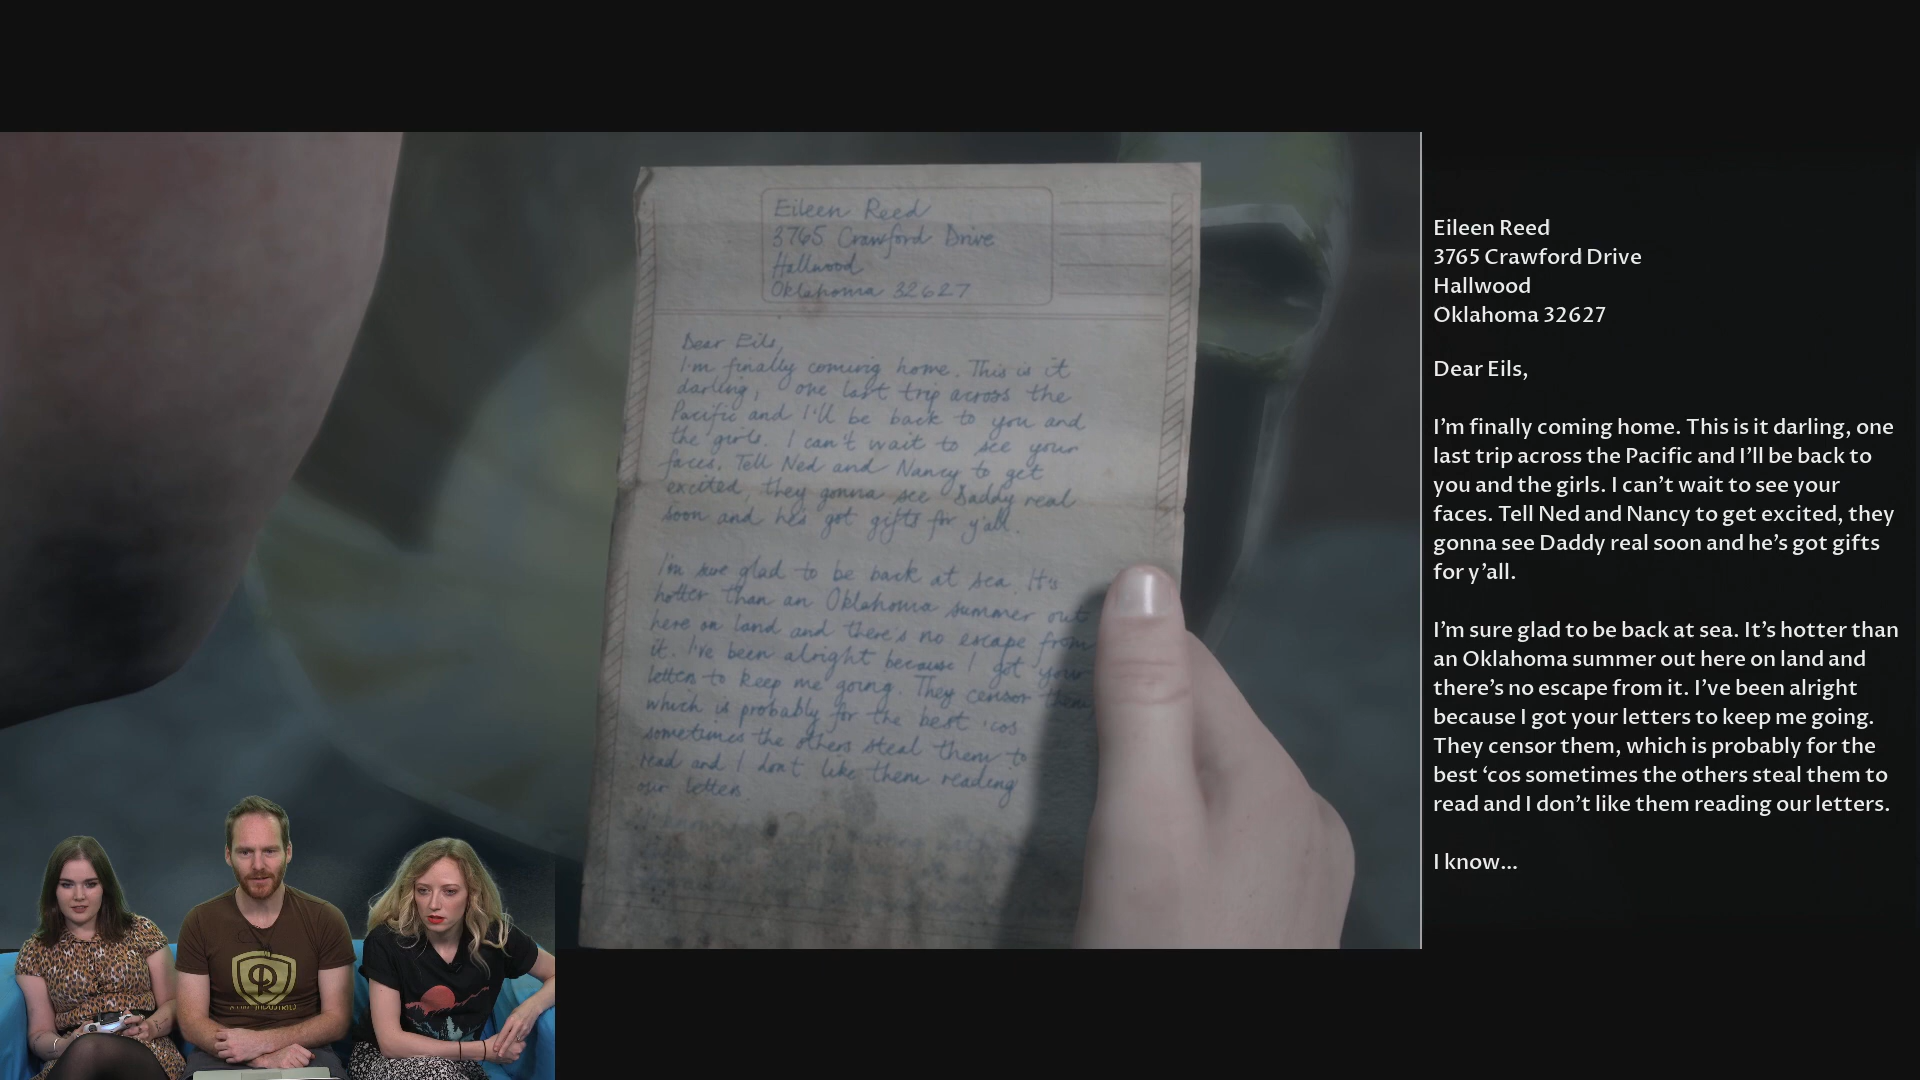 Eileen Reed
3765 Crawford Drive
Hallwood
Oklahoma 32627
Dear Eils,
I'm finally coming home. This is it
darling, one last trip across the
Pacific and I'll be back to you and
the girls. I can't wait to see your
faces. Tell Ned and Nancy to get
excited, they gonna see Daddy real
soon and he's got gifts for y'all.
I'm sure glad to be back at sea. It's
hotter than an Oklahoma summer out
here on land and there's no escape from
it. I've been alright because I got your
letters to keep me going. They censor them,
which is probably for the best 'cos
sometimes the others steal them to
read and I don't like them reading
our letters
Eileen Reed
3765 Crawford Drive
Hallwood
Oklahoma 32627
Dear Eils,
I’m finally coming home. This is it darling, one
last trip across the Pacific and I’ll be back to
you and the girls. I can’t wait to see your
faces. Tell Ned and Nancy to get excited, they
gonna see Daddy real soon and he’s got gifts
for y’all.
I’m sure glad to be back at sea. It’s hotter than
an Oklahoma summer out here on land and
there’s no escape from it. I’ve been alright
because I got your letters to keep me going.
They censor them, which is probably for the
best ‘cos sometimes the others steal them to
read and I don’t like them reading our letters.
I know...